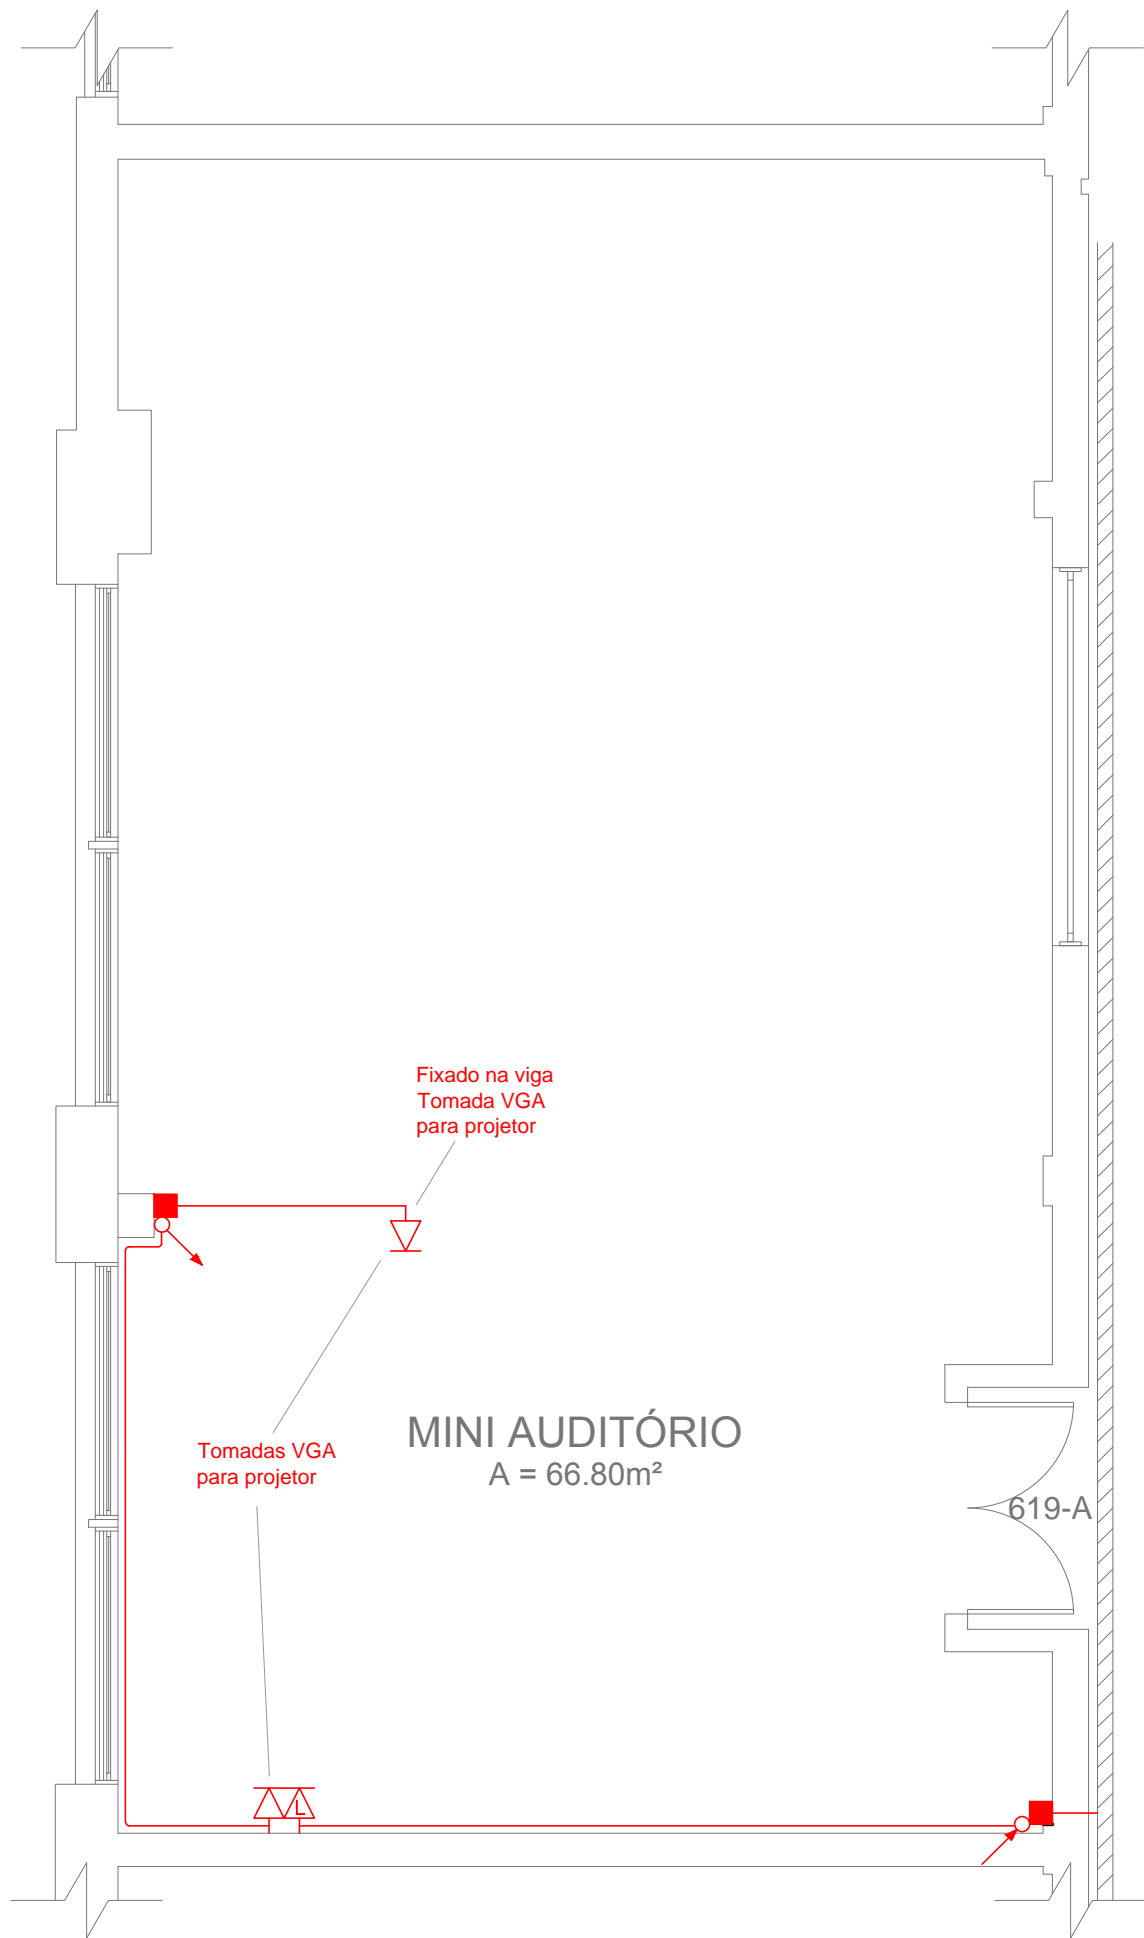 Fixado na viga
Tomada VGA
para projetor
MINI AUDITÓRIO
A = 66.80m²
Tomadas VGA
para projetor
619-A
L